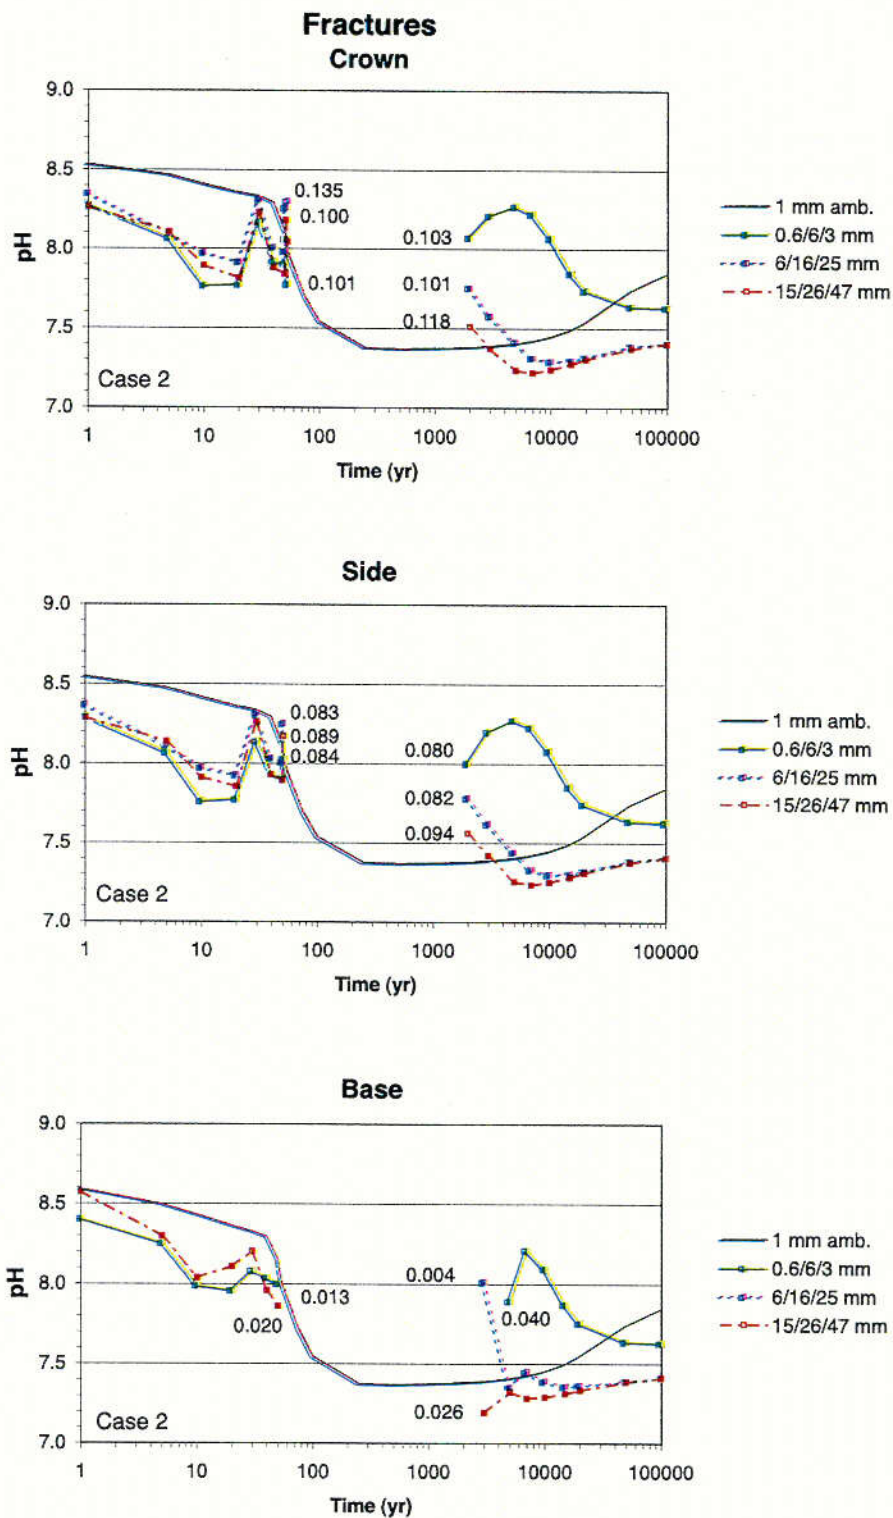 Fractures
Crown
9.0
8.5
8.0
7.5
7.0
pH
0.135
0.100
0.101
0.103
0.101
0.118
Case 2
1 10 100 1000 10000 100000
Time (yr)
1 mm amb.
0.6/6/3 mm
6/16/25 mm
15/26/47 mm
Side
9.0
8.5
8.0
7.5
7.0
pH
0.083
0.089
0.084
0.080
0.082
0.094
Case 2
1 10 100 1000 10000 100000
Time (yr)
1 mm amb.
0.6/6/3 mm
6/16/25 mm
15/26/47 mm
Base
9.0
8.5
8.0
7.5
7.0
pH
0.013
0.020
0.004
0.040
0.026
Case 2
1 10 100 1000 10000 100000
Time (yr)
1 mm amb.
0.6/6/3 mm
6/16/25 mm
15/26/47 mm